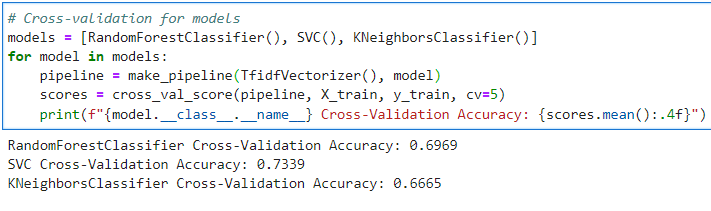 # Cross-validation for models
models = [RandomForestClassifier(), SVC(), KNeighborsClassifier()]
for model in models:
    pipeline = make_pipeline(TfidfVectorizer(), model)
    scores = cross_val_score(pipeline, X_train, y_train, cv=5)
    print(f"{model.__class__.__name__} Cross-Validation Accuracy: {scores.mean():.4f}")
RandomForestClassifier Cross-Validation Accuracy: 0.6969
SVC Cross-Validation Accuracy: 0.7339
KNeighborsClassifier Cross-Validation Accuracy: 0.6665